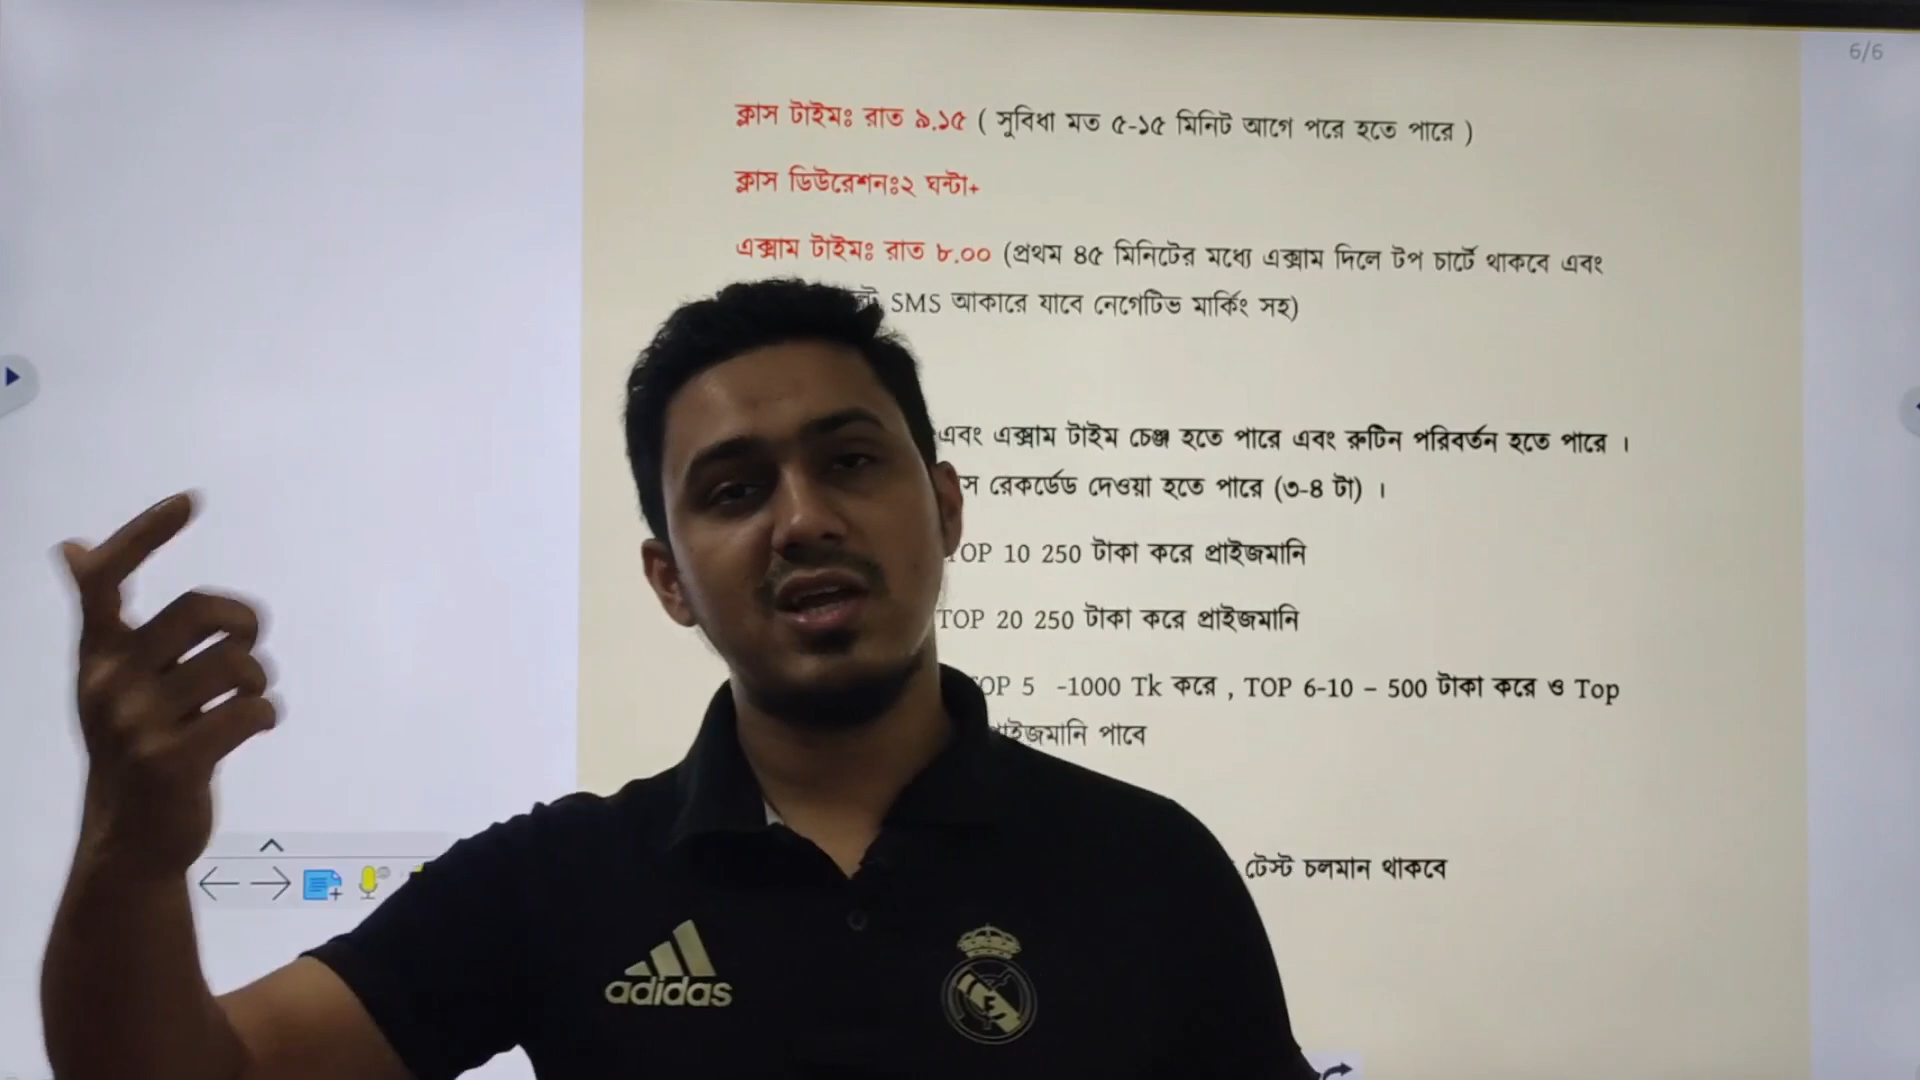 6/6
ক্লাস টাইমঃ রাত ৯.১৫ ( সুবিধা মত ৫-১৫ মিনিট আগে পরে হতে পারে )
ক্লাস ডিউরেশনঃ২ ঘন্টা+
এক্সাম টাইমঃ রাত ৮.০০ (প্রথম ৪৫ মিনিটের মধ্যে এক্সাম দিলে টপ চার্টে থাকবে এবং
SMS আকারে যাবে নেগেটিভ মার্কিং সহ)
এবং এক্সাম টাইম চেঞ্জ হতে পারে এবং রুটিন পরিবর্তন হতে পারে ।
রেকর্ডেড দেওয়া হতে পারে (৩-৪ টা) ।
TOP 10 250 টাকা করে প্রাইজমানি
TOP 20 250 টাকা করে প্রাইজমানি
TOP 5 -1000 Tk করে , TOP 6-10 – 500 টাকা করে ও Top
প্রাইজমানি পাবে
টেস্ট চলমান থাকবে
adidas